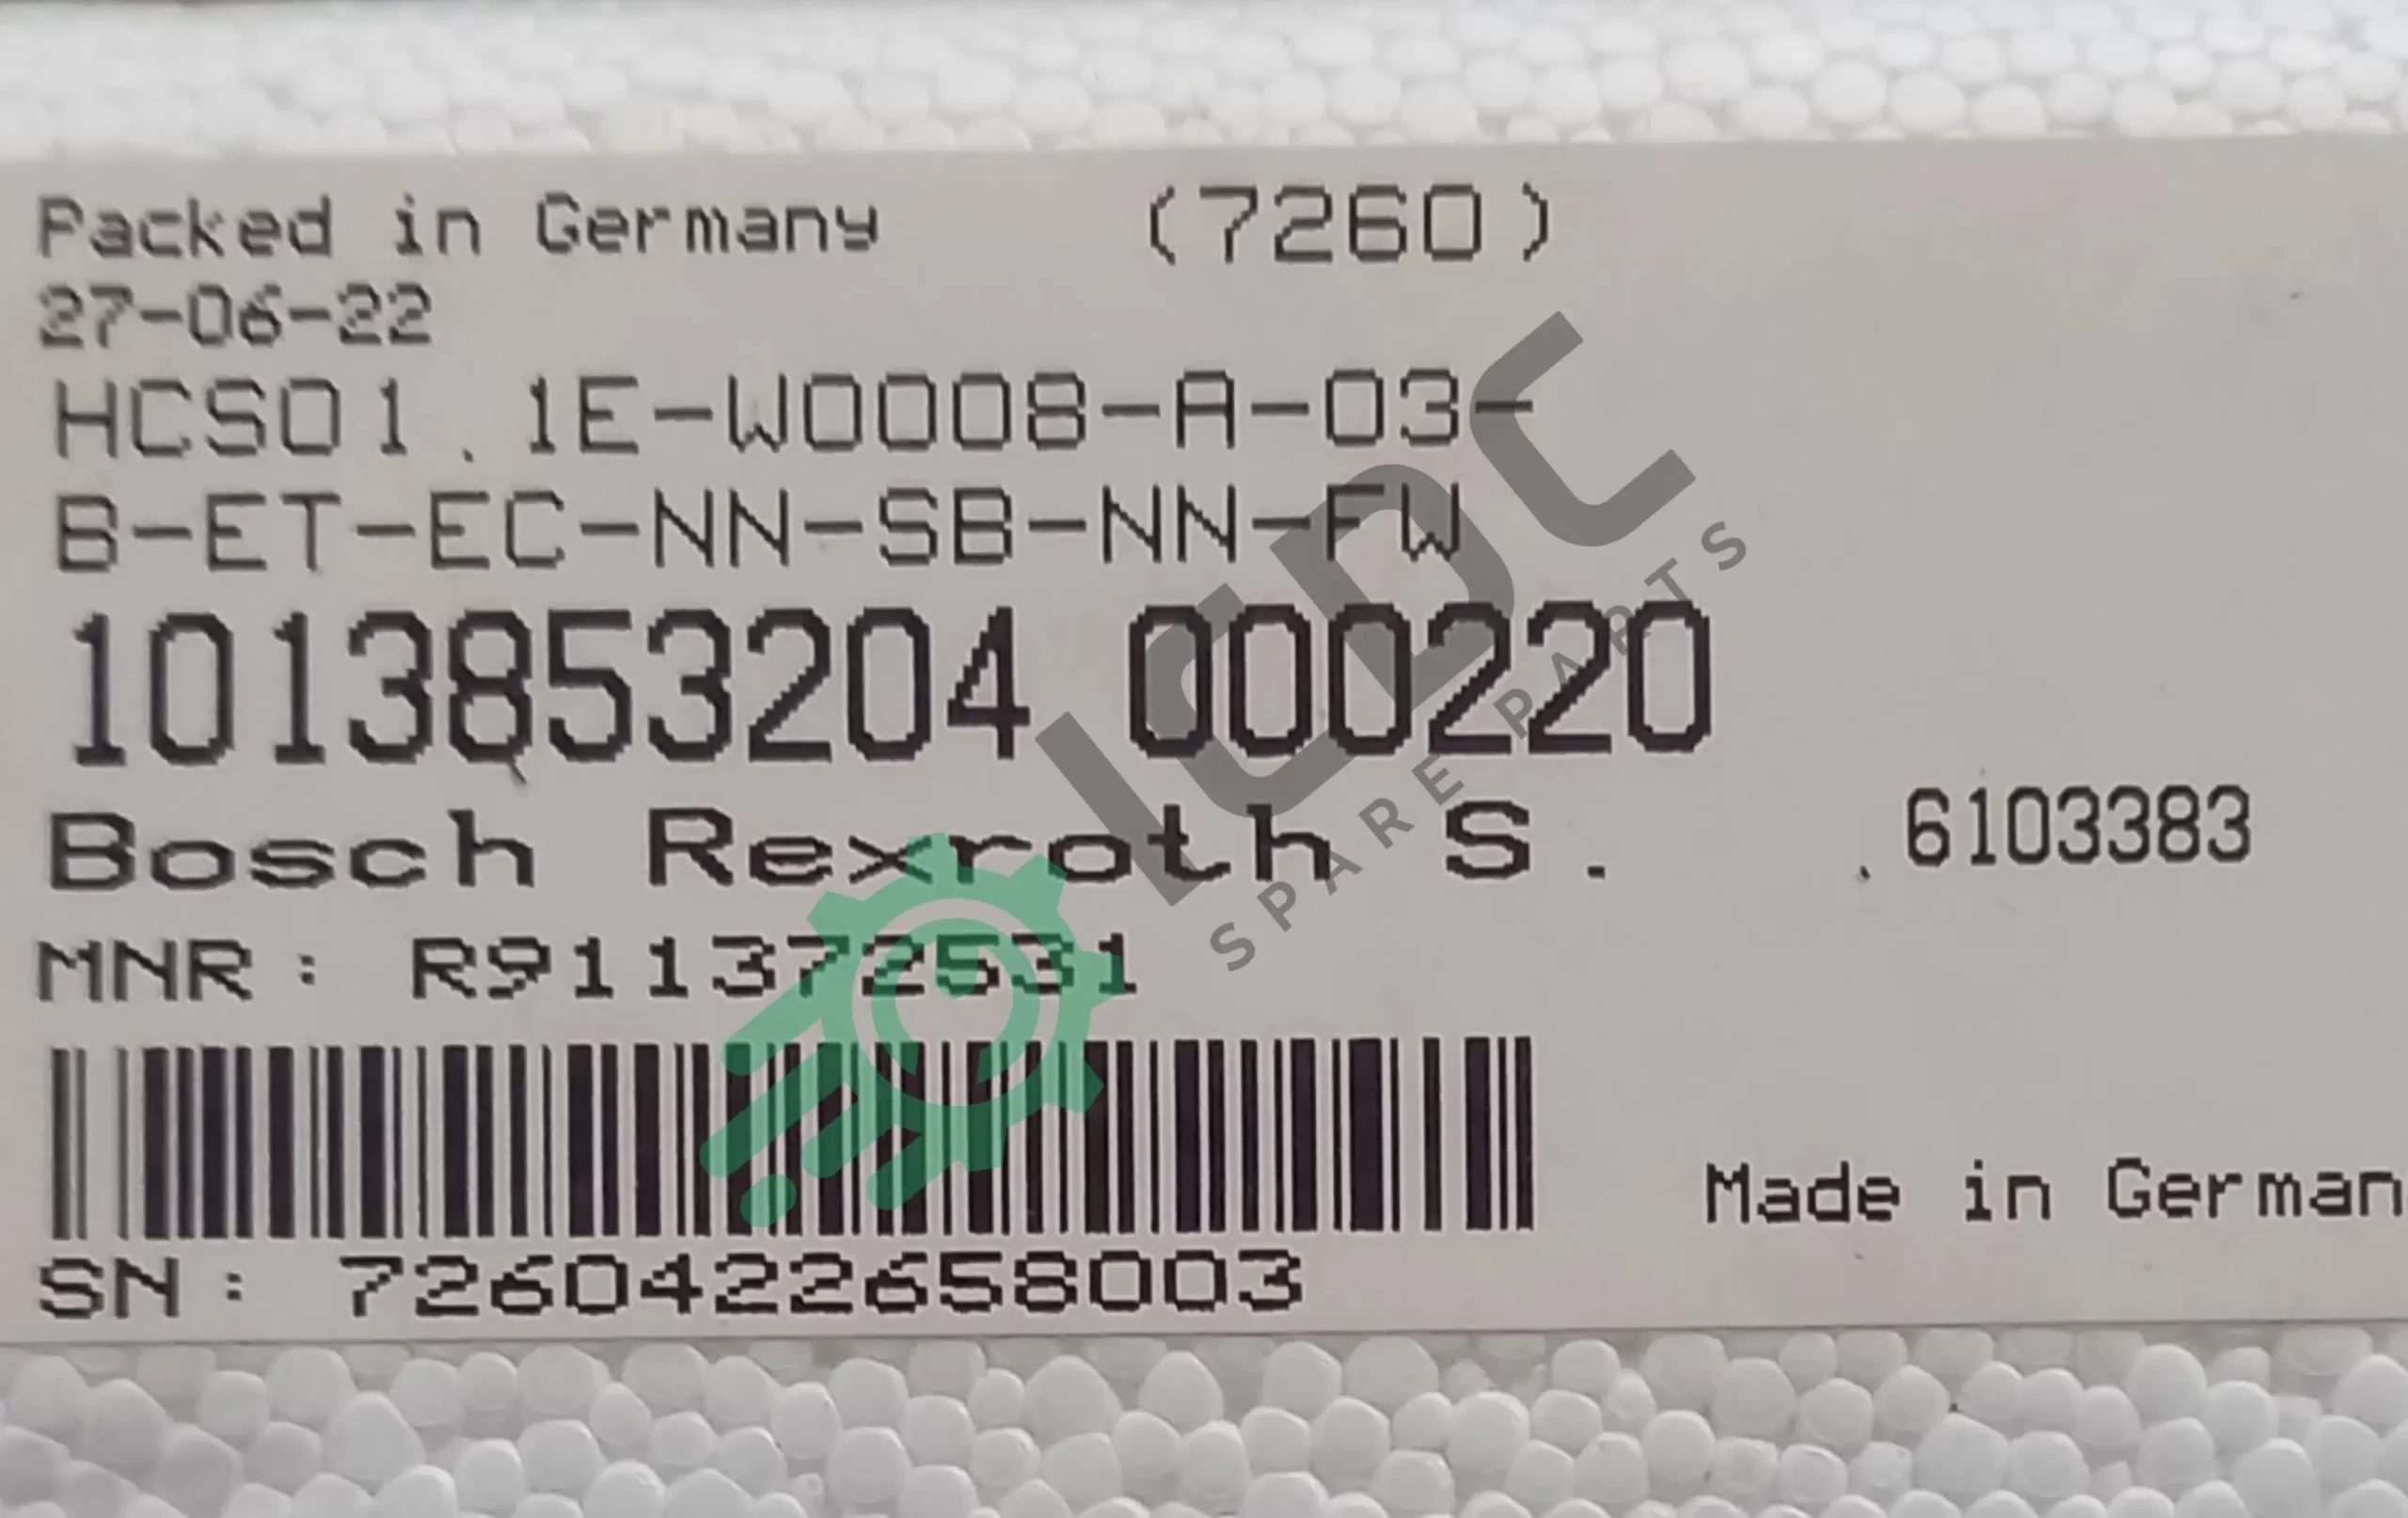 Packed in Germany (7260)
27-06-22
HCS01.1E-W0008-A-03-
B-ET-EC-NN-SB-NN-FW
1013853204 000220
Bosch Rexroth S. .6103383
MNR: R911372531
Made in German
SN: 7260422658003
ICDC
SPARE PARTS